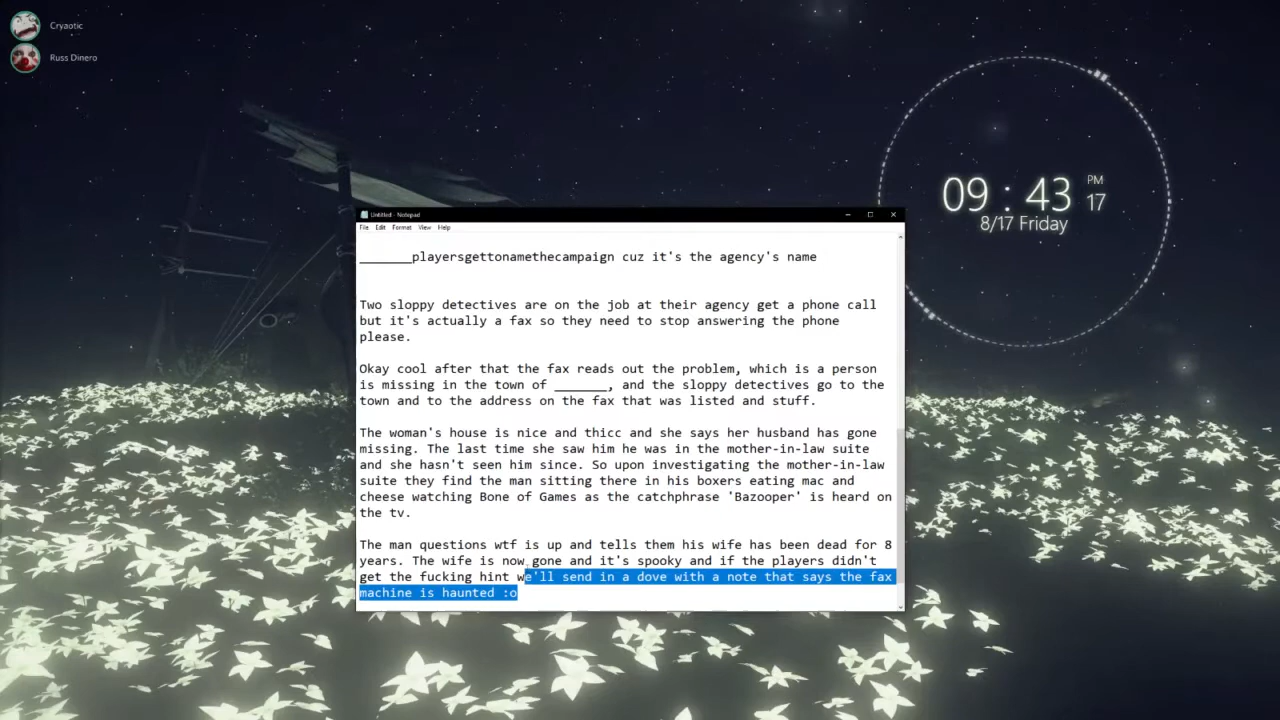 Cryaotic
Russ Dinero
09 : 43 PM
17
8/17 Friday
Untitled - Notepad
File Edit Format View Help
_______playersgettonamethecampaign cuz it's the agency's name
Two sloppy detectives are on the job at their agency get a phone call
but it's actually a fax so they need to stop answering the phone
please.
Okay cool after that the fax reads out the problem, which is a person
is missing in the town of _______, and the sloppy detectives go to the
town and to the address on the fax that was listed and stuff.
The woman's house is nice and thicc and she says her husband has gone
missing. The last time she saw him he was in the mother-in-law suite
and she hasn't seen him since. So upon investigating the mother-in-law
suite they find the man sitting there in his boxers eating mac and
cheese watching Bone of Games as the catchphrase 'Bazooper' is heard on
the tv.
The man questions wtf is up and tells them his wife has been dead for 8
years. The wife is now gone and it's spooky and if the players didn't
get the fucking hint we'll send in a dove with a note that says the fax
machine is haunted :o